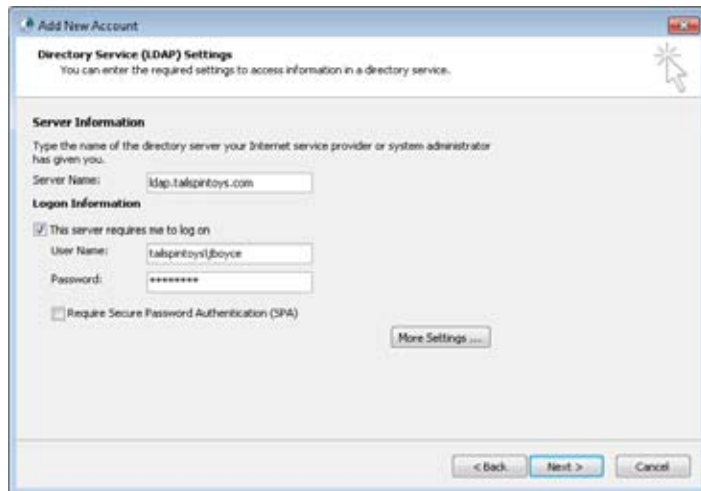 Add New Account
Directory Service (LDAP) Settings
You can enter the required settings to access information in a directory service.
Server Information
Type the name of the directory server your Internet service provider or system administrator
has given you.
Server Name: ldap.tailspintoys.com
Logon Information
This server requires me to log on
User Name: tailspintoys\jboyce
Password: ********
Require Secure Password Authentication (SPA)
More Settings ...
< Back Next > Cancel